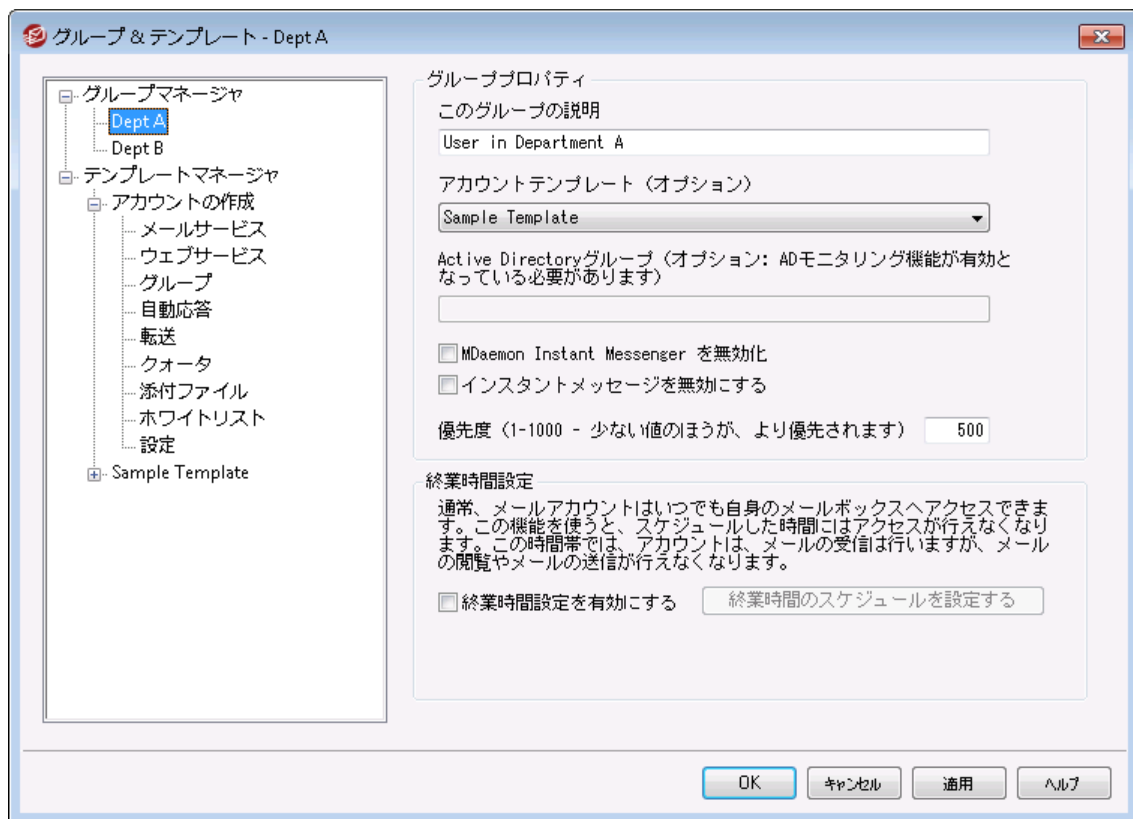 グループ & テンプレート - Dept A
グループマネージャ
Dept A
Dept B
テンプレートマネージャ
アカウントの作成
メールサービス
ウェブサービス
グループ
自動応答
転送
クォータ
添付ファイル
ホワイトリスト
設定
Sample Template
グループプロパティ
このグループの説明
User in Department A
アカウントテンプレート（オプション）
Sample Template
Active Directoryグループ（オプション: ADモニタリング機能が有効と
なっている必要があります）
MDaemon Instant Messenger を無効化
インスタントメッセージを無効にする
優先度（1-1000 - 少ない値のほうが、より優先されます） 500
終業時間設定
通常、メールアカウントはいつでも自身のメールボックスへアクセスできま
す。この機能を使うと、スケジュールした時間にはアクセスが行えなくなり
ます。この時間帯では、アカウントは、メールの受信は行いますが、メール
の閲覧やメールの送信が行えなくなります。
終業時間設定を有効にする 終業時間のスケジュールを設定する
OK キャンセル 適用 ヘルプ